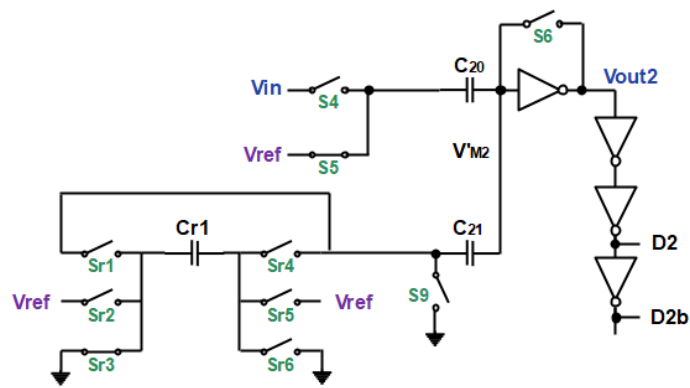 S6
C20
Vin
S4
Vout2
Vref
S5
V'M2
Cr1
C21
Sr1
Sr4
D2
Vref
Sr2
Sr5
Vref
S9
Sr3
Sr6
D2b